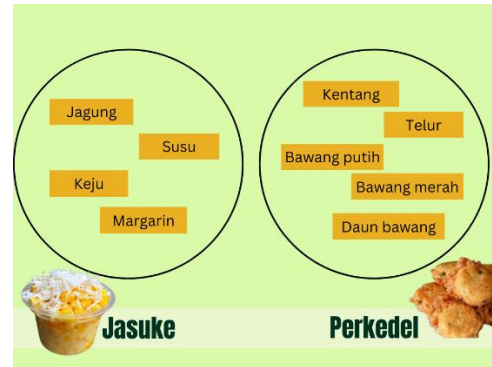 Jagung
Susu
Keju
Margarin
Kentang
Telur
Bawang putih
Bawang merah
Daun bawang
Jasuke
Perkedel